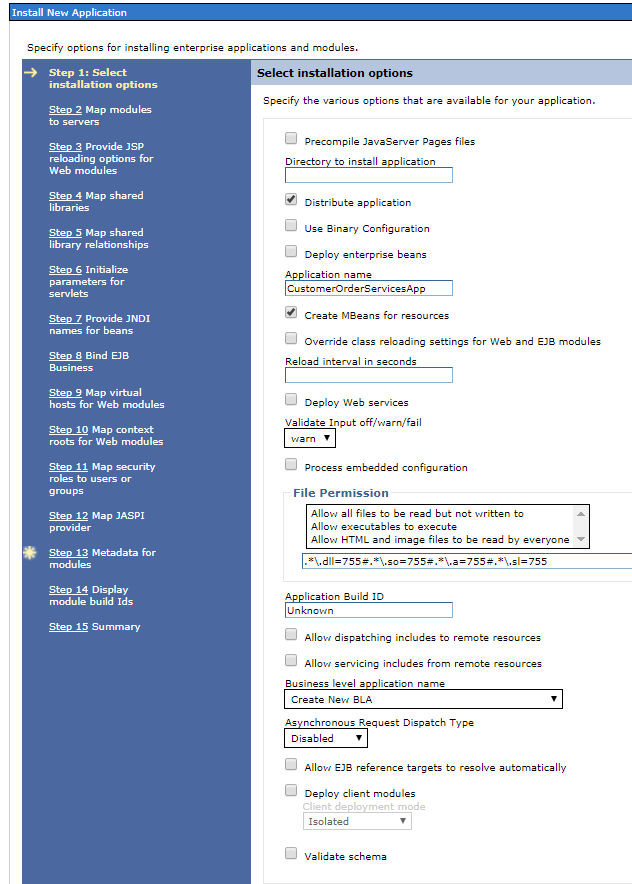 Install New Application
Specify options for installing enterprise applications and modules.
Step 1: Select
installation options
Step 2 Map modules
to servers
Step 3 Provide JSP
reloading options for
Web modules
Step 4 Map shared
libraries
Step 5 Map shared
library relationships
Step 6 Initialize
parameters for
servlets
Step 7 Provide JNDI
names for beans
Step 8 Bind EJB
Business
Step 9 Map virtual
hosts for Web modules
Step 10 Map context
roots for Web modules
Step 11 Map security
roles to users or
groups
Step 12 Map JASPI
provider
Step 13 Metadata for
modules
Step 14 Display
module build Ids
Step 15 Summary
Select installation options
Specify the various options that are available for your application.
Precompile JavaServer Pages files
Directory to install application
Distribute application
Use Binary Configuration
Deploy enterprise beans
Application name
CustomerOrderServicesApp
Create MBeans for resources
Override class reloading settings for Web and EJB modules
Reload interval in seconds
Deploy Web services
Validate Input off/warn/fail
warn
Process embedded configuration
File Permission
Allow all files to be read but not written to
Allow executables to execute
Allow HTML and image files to be read by everyone
.*\.dll=755#.*\.so=755#.*\.a=755#.*\.sl=755
Application Build ID
Unknown
Allow dispatching includes to remote resources
Allow servicing includes from remote resources
Business level application name
Create New BLA
Asynchronous Request Dispatch Type
Disabled
Allow EJB reference targets to resolve automatically
Deploy client modules
Client deployment mode
Isolated
Validate schema